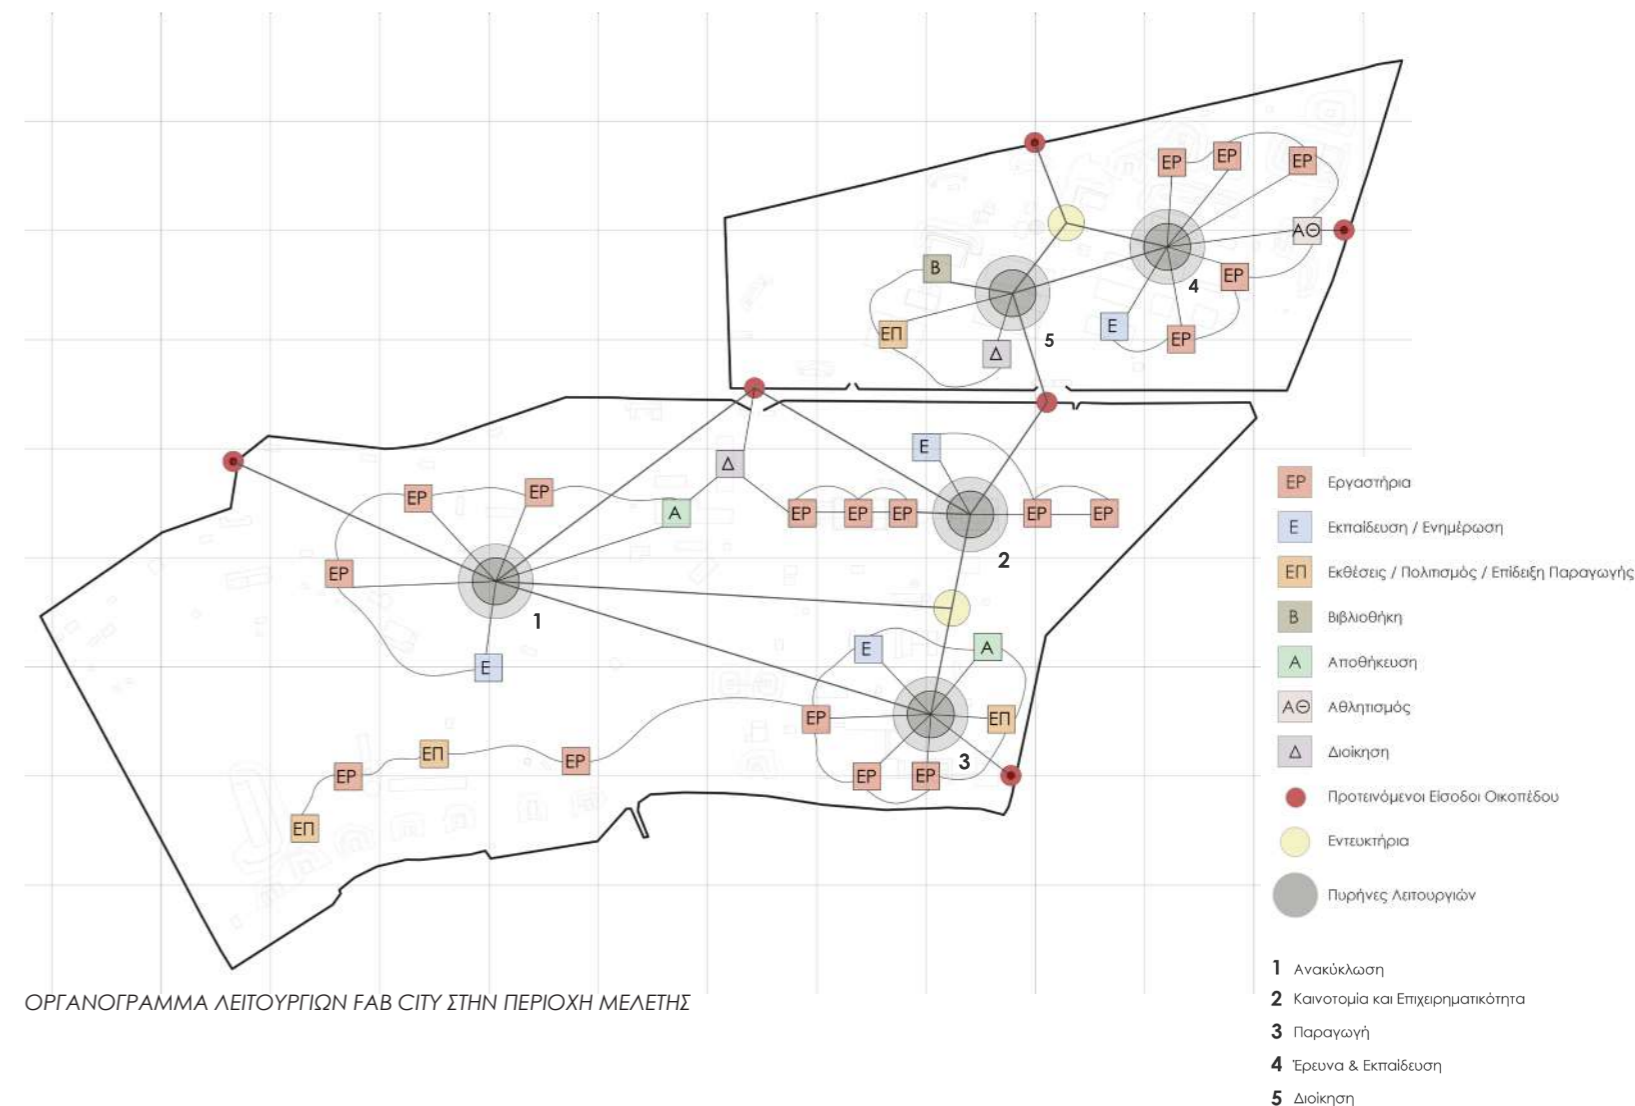 ΕΡ
ΕΡ
ΕΡ
ΑΘ
Β
ΕΡ
4
ΕΠ
Ε
ΕΡ
5
Δ
Ε
Δ
ΕΡ
ΕΡ
Α
ΕΡ
ΕΡ
ΕΡ
ΕΡ
ΕΡ
2
ΕΡ
1
Ε
Ε
Α
ΕΡ
ΕΠ
3
ΕΡ
ΕΡ
ΕΡ
ΕΠ
ΕΡ
ΕΠ
ΕΡ Εργαστήρια
Ε Εκπαίδευση / Ενημέρωση
ΕΠ Εκθέσεις / Πολιτισμός / Επίδειξη Παραγωγής
Β Βιβλιοθήκη
Α Αποθήκευση
ΑΘ Αθλητισμός
Δ Διοίκηση
Προτεινόμενοι Είσοδοι Οικοπέδου
Εντευκτήρια
Πυρήνες Λειτουργιών
1 Ανακύκλωση
2 Καινοτομία και Επιχειρηματικότητα
3 Παραγωγή
4 Έρευνα & Εκπαίδευση
5 Διοίκηση
ΟΡΓΑΝΟΓΡΑΜΜΑ ΛΕΙΤΟΥΡΓΙΩΝ FAB CITY ΣΤΗΝ ΠΕΡΙΟΧΗ ΜΕΛΕΤΗΣ